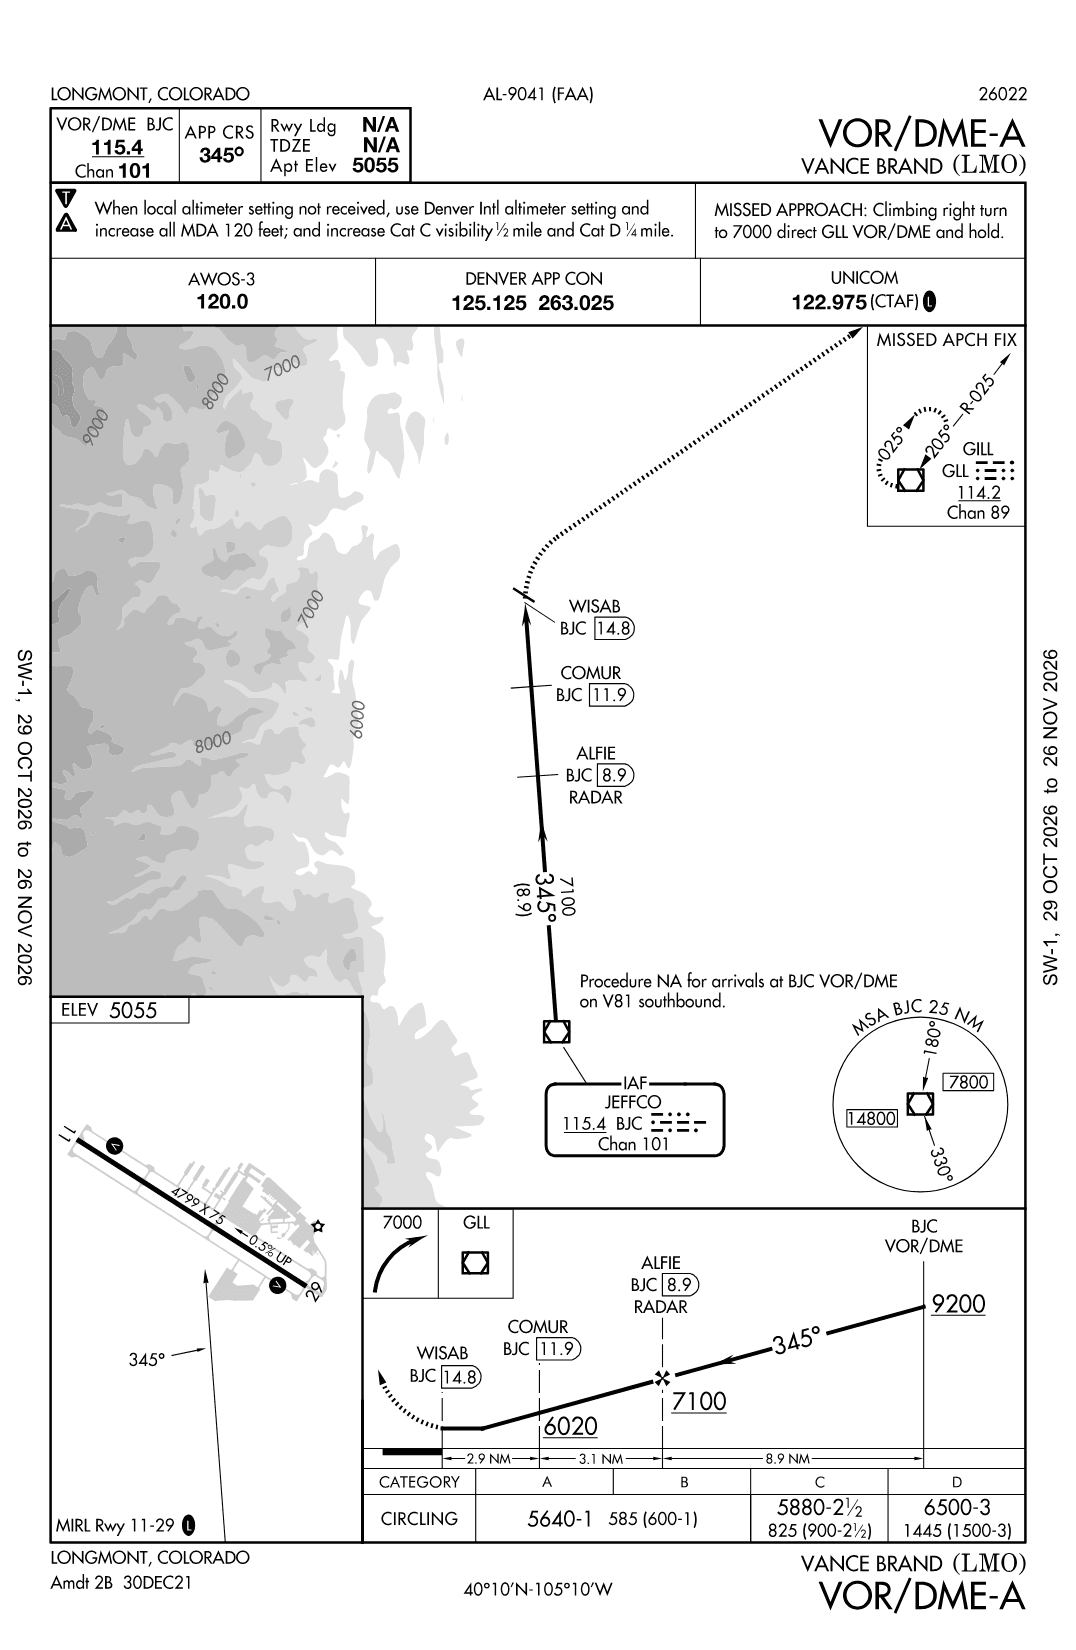 LONGMONT, COLORADO
AL-9041 (FAA)
26022
VOR/DME BJC
115.4
Chan 101
APP CRS
345°
Rwy Ldg N/A
TDZE N/A
Apt Elev 5055
VOR/DME-A
VANCE BRAND (LMO)
T
A
When local altimeter setting not received, use Denver Intl altimeter setting and
increase all MDA 120 feet; and increase Cat C visibility ½ mile and Cat D ¼ mile.
MISSED APPROACH: Climbing right turn
to 7000 direct GLL VOR/DME and hold.
AWOS-3
120.0
DENVER APP CON
125.125 263.025
UNICOM
122.975 (CTAF) L
MISSED APCH FIX
R-025
025°
205°
GILL
GLL
114.2
Chan 89
9000
8000
7000
7000
8000
6000
WISAB
BJC 14.8
COMUR
BJC 11.9
ALFIE
BJC 8.9
RADAR
7100
345°
(8.9)
Procedure NA for arrivals at BJC VOR/DME
on V81 southbound.
IAF
JEFFCO
115.4 BJC
Chan 101
MSA BJC 25 NM
180°
7800
14800
330°
SW-1, 29 OCT 2026 to 26 NOV 2026
SW-1, 29 OCT 2026 to 26 NOV 2026
ELEV 5055
11
V
4799 X 75
0.5% UP
V
29
345°
MIRL Rwy 11-29 L
7000
GLL
BJC
VOR/DME
ALFIE
BJC 8.9
RADAR
9200
COMUR
BJC 11.9
345°
WISAB
BJC 14.8
7100
6020
2.9 NM
3.1 NM
8.9 NM
CATEGORY
A
B
C
D
CIRCLING
5640-1 585 (600-1)
5880-2½
825 (900-2½)
6500-3
1445 (1500-3)
LONGMONT, COLORADO
Amdt 2B 30DEC21
40°10'N-105°10'W
VANCE BRAND (LMO)
VOR/DME-A